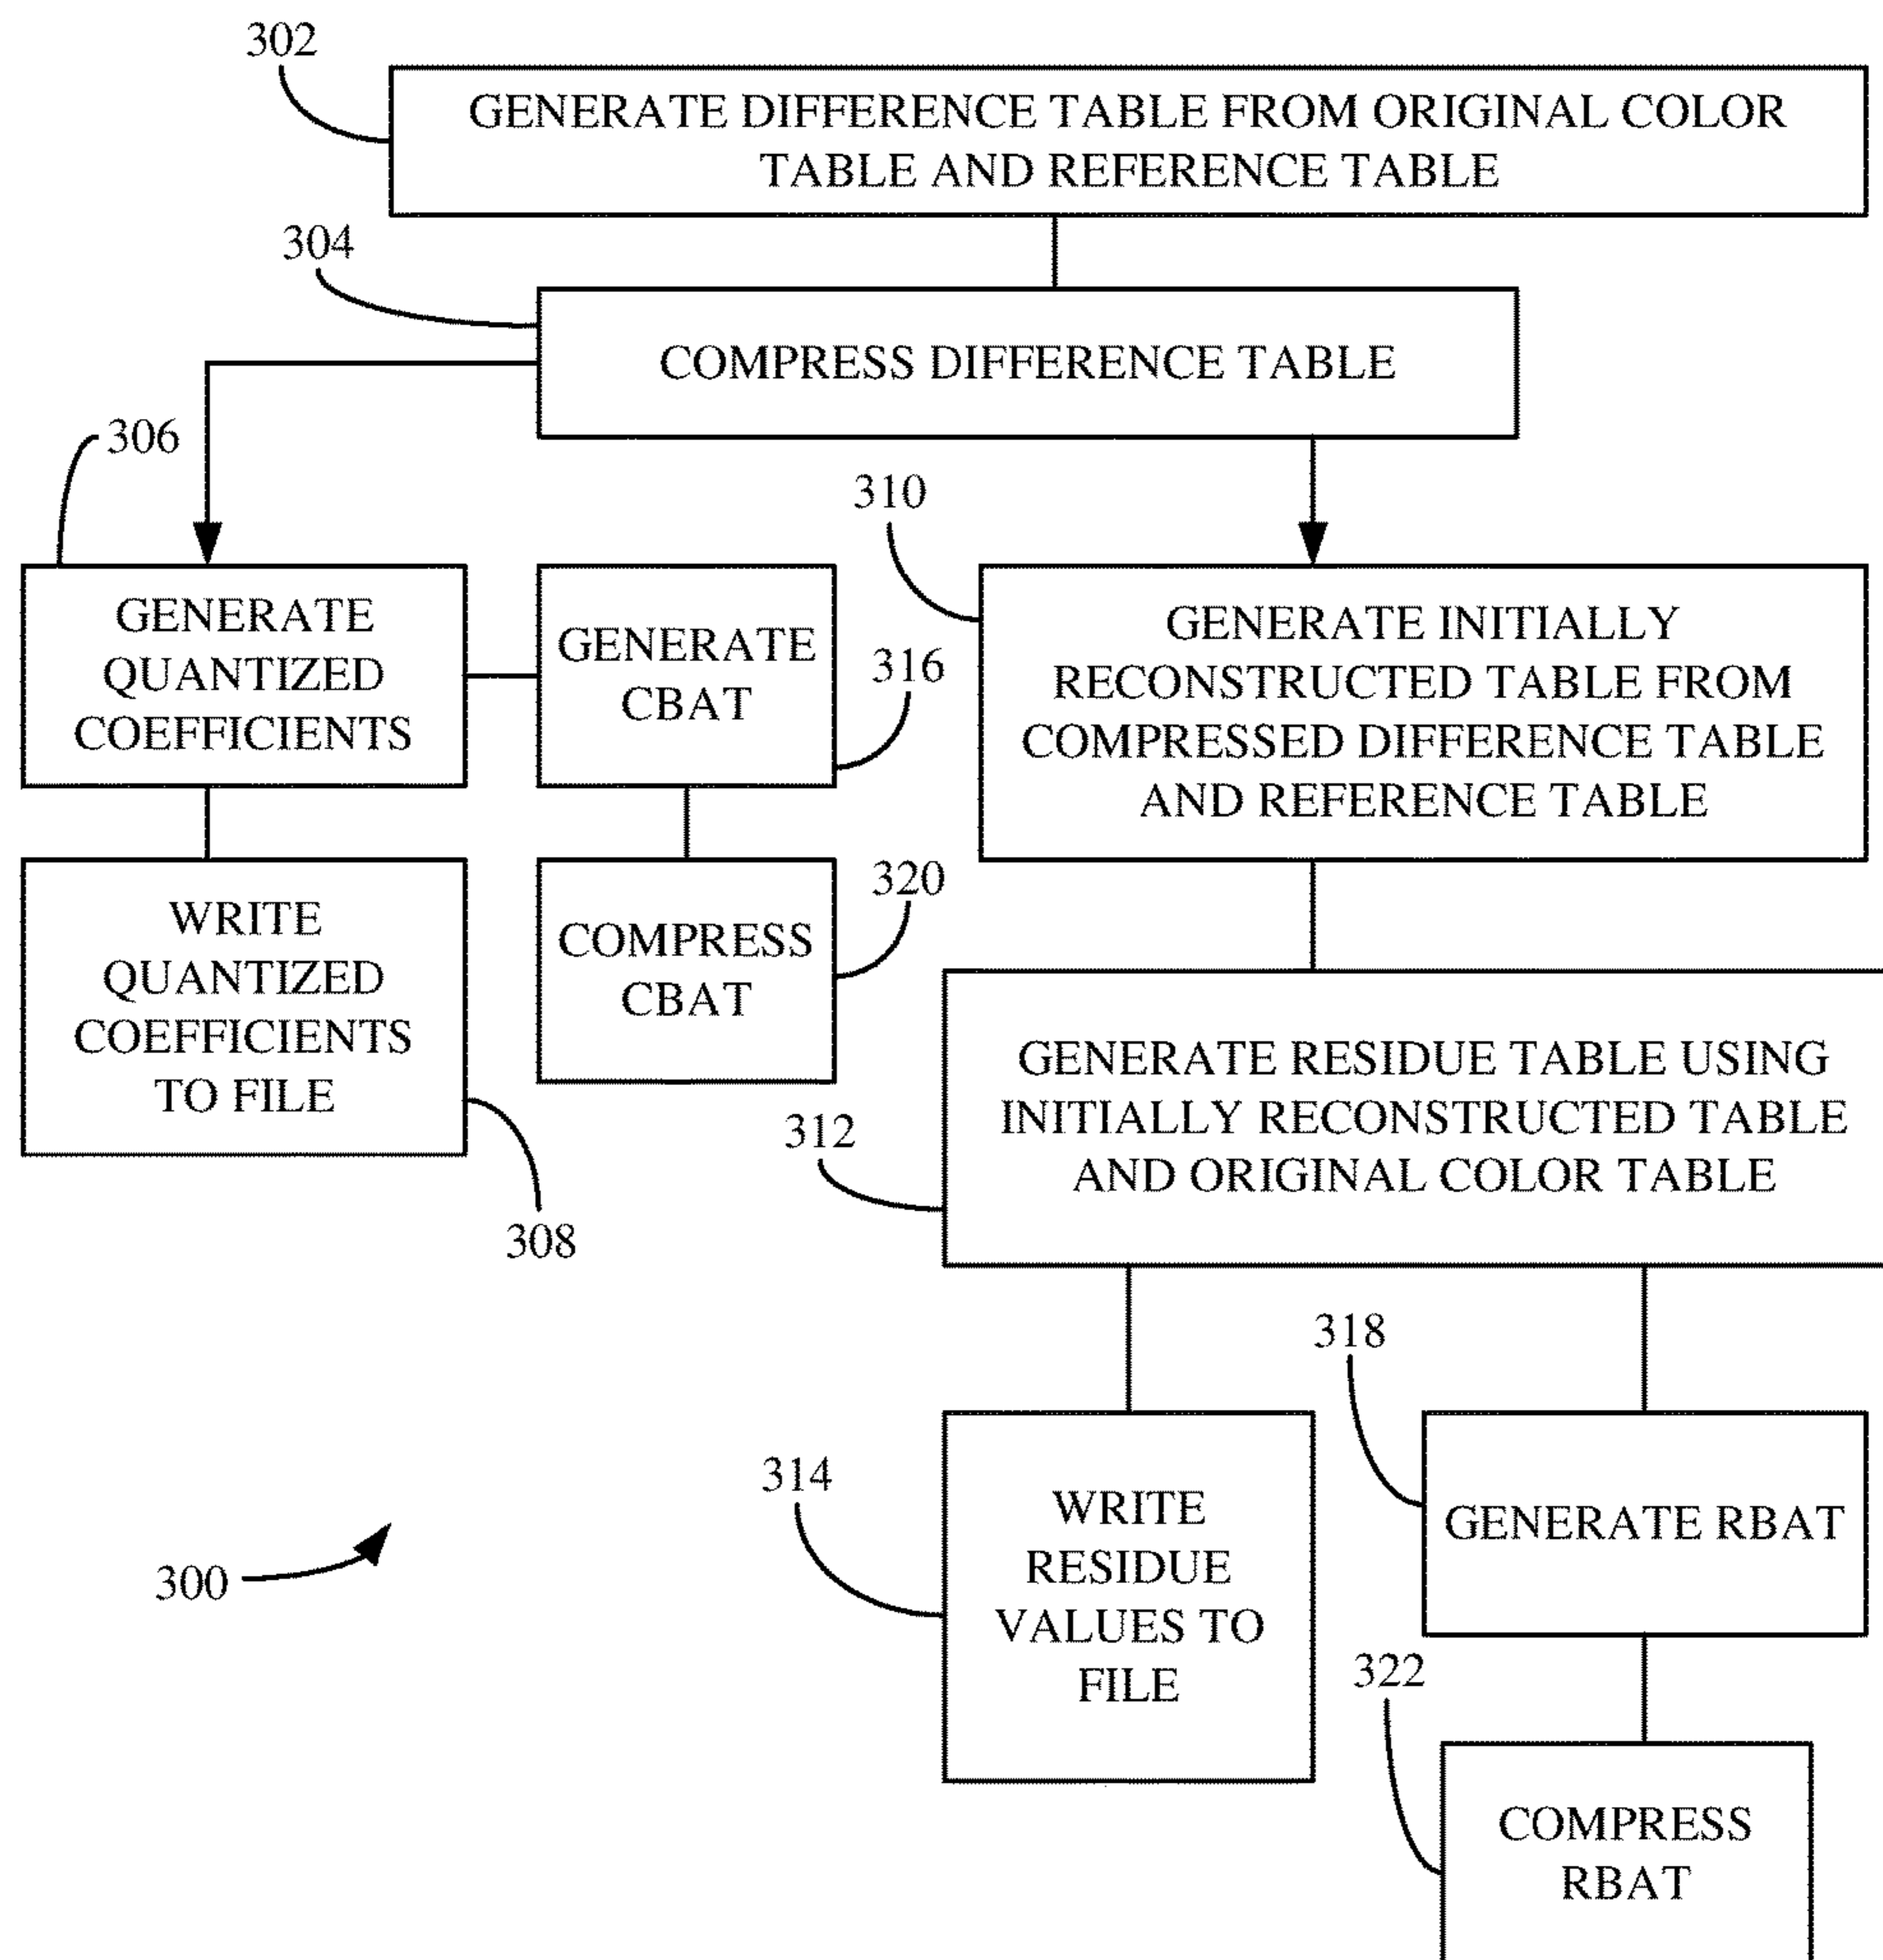 302
GENERATE DIFFERENCE TABLE FROM ORIGINAL COLOR
TABLE AND REFERENCE TABLE
304
COMPRESS DIFFERENCE TABLE
306
GENERATE
QUANTIZED
COEFFICIENTS
GENERATE
CBAT
316
310
GENERATE INITIALLY
RECONSTRUCTED TABLE FROM
COMPRESSED DIFFERENCE TABLE
AND REFERENCE TABLE
WRITE
QUANTIZED
COEFFICIENTS
TO FILE
308
COMPRESS
CBAT
320
312
GENERATE RESIDUE TABLE USING
INITIALLY RECONSTRUCTED TABLE
AND ORIGINAL COLOR TABLE
314
WRITE
RESIDUE
VALUES TO
FILE
318
GENERATE RBAT
322
COMPRESS
RBAT
300